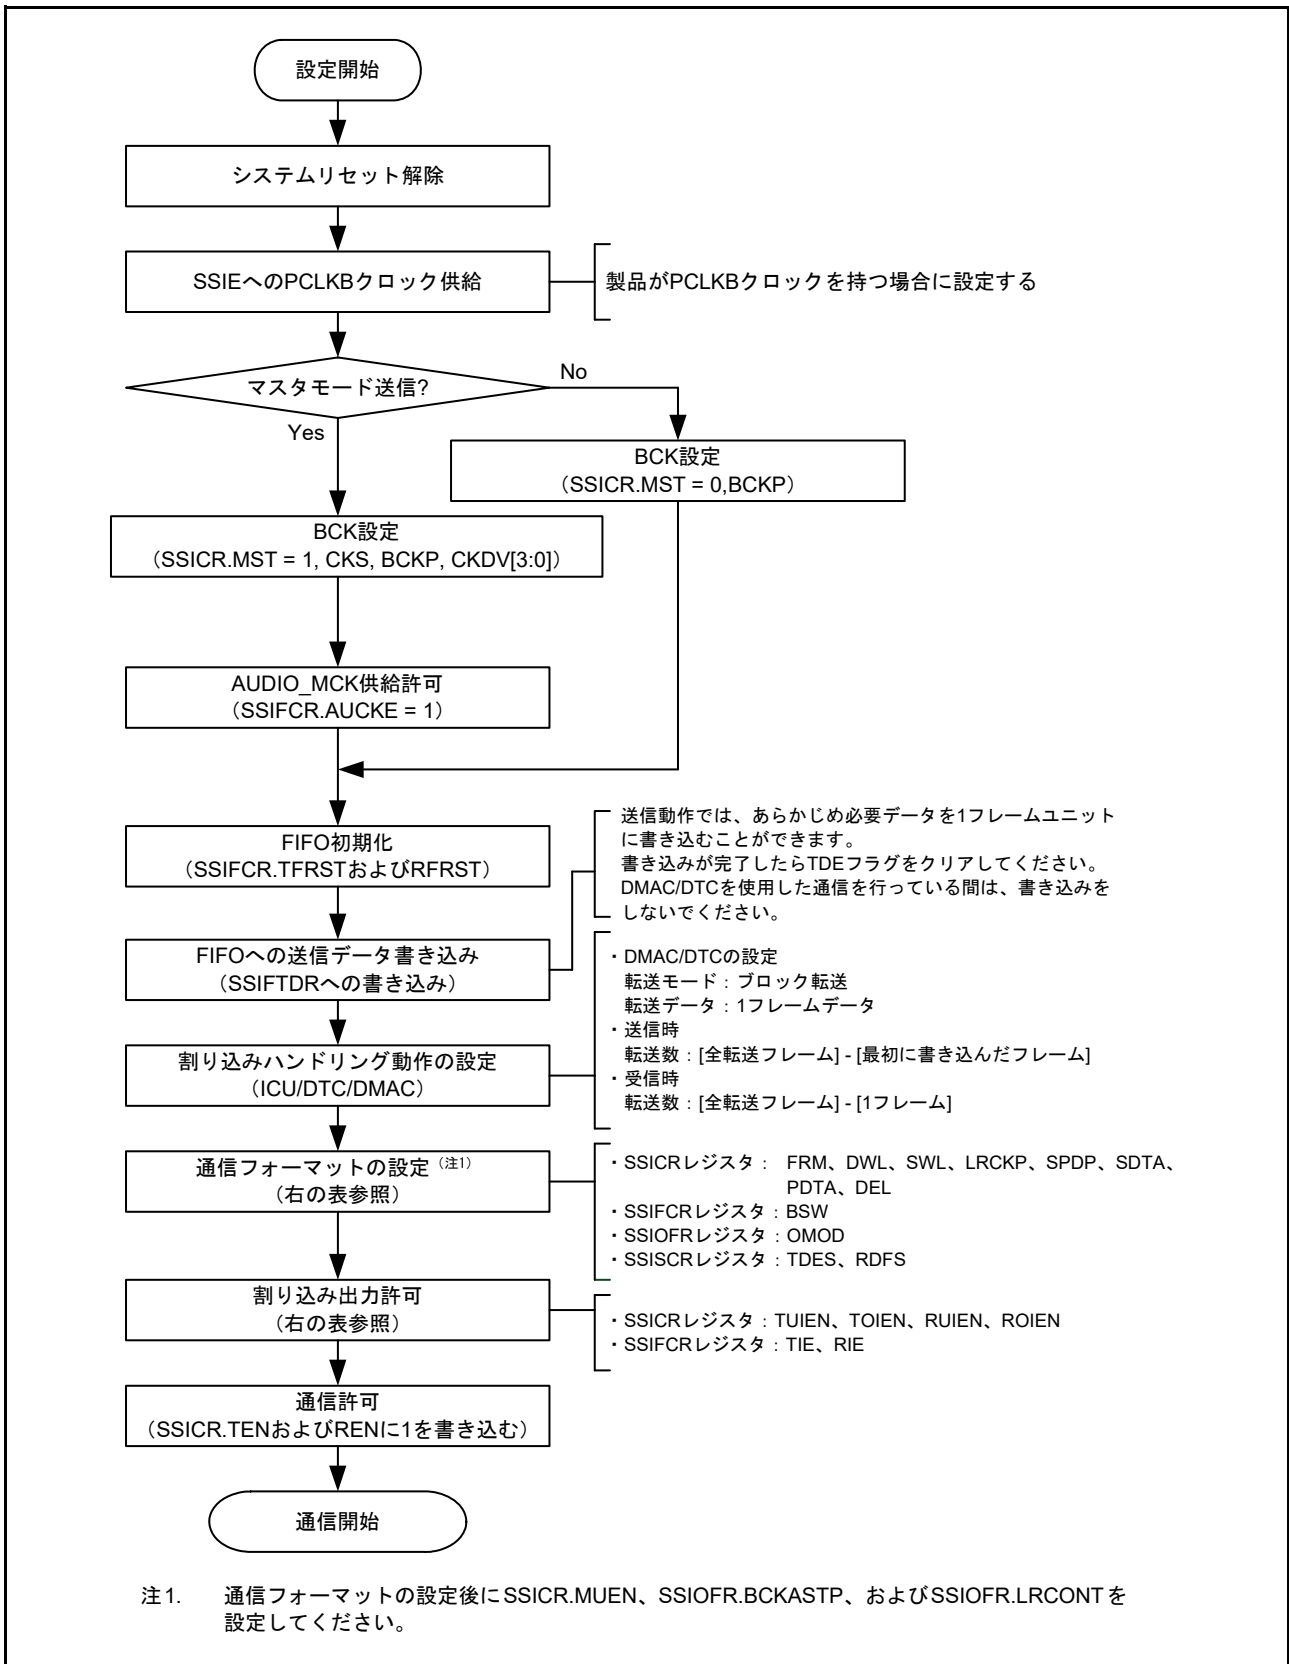 設定開始
システムリセット解除
SSIEへのPCLKBクロック供給
製品がPCLKBクロックを持つ場合に設定する
マスタモード送信?
No
Yes
BCK設定
（SSICR.MST = 0,BCKP）
BCK設定
（SSICR.MST = 1, CKS, BCKP, CKDV[3:0]）
AUDIO_MCK供給許可
（SSIFCR.AUCKE = 1）
FIFO初期化
（SSIFCR.TFRSTおよびRFRST）
送信動作では、あらかじめ必要データを1フレームユニット
に書き込むことができます。
書き込みが完了したらTDEフラグをクリアしてください。
DMAC/DTCを使用した通信を行っている間は、書き込みを
しないでください。
FIFOへの送信データ書き込み
（SSIFTDRへの書き込み）
割り込みハンドリング動作の設定
（ICU/DTC/DMAC）
・DMAC/DTCの設定
転送モード：ブロック転送
転送データ：1フレームデータ
・送信時
転送数：[全転送フレーム] - [最初に書き込んだフレーム]
・受信時
転送数：[全転送フレーム] - [1フレーム]
通信フォーマットの設定（注1）
（右の表参照）
・SSICRレジスタ： FRM、DWL、SWL、LRCKP、SPDP、SDTA、
PDTA、DEL
・SSIFCRレジスタ：BSW
・SSIOFRレジスタ：OMOD
・SSISCRレジスタ：TDES、RDFS
割り込み出力許可
（右の表参照）
・SSICRレジスタ：TUIEN、TOIEN、RUIEN、ROIEN
・SSIFCRレジスタ：TIE、RIE
通信許可
（SSICR.TENおよびRENに1を書き込む）
通信開始
注1. 通信フォーマットの設定後にSSICR.MUEN、SSIOFR.BCKASTP、およびSSIOFR.LRCONTを
設定してください。